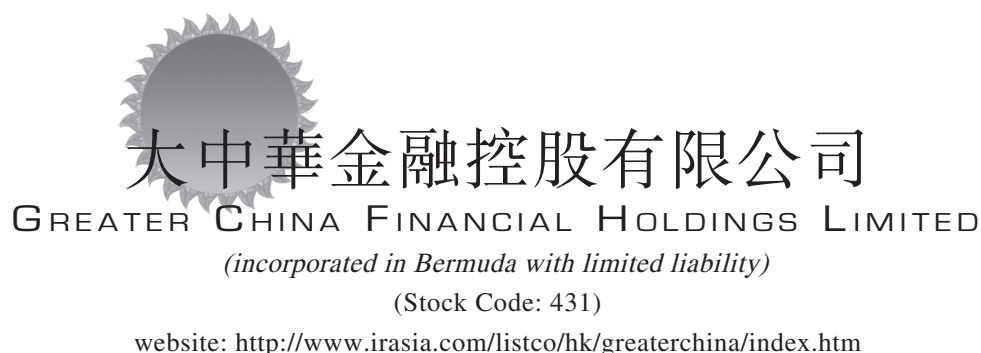 大中華金融控股有限公司
GREATER CHINA FINANCIAL HOLDINGS LIMITED
(incorporated in Bermuda with limited liability)
(Stock Code: 431)
website: http://www.irasia.com/listco/hk/greaterchina/index.htm